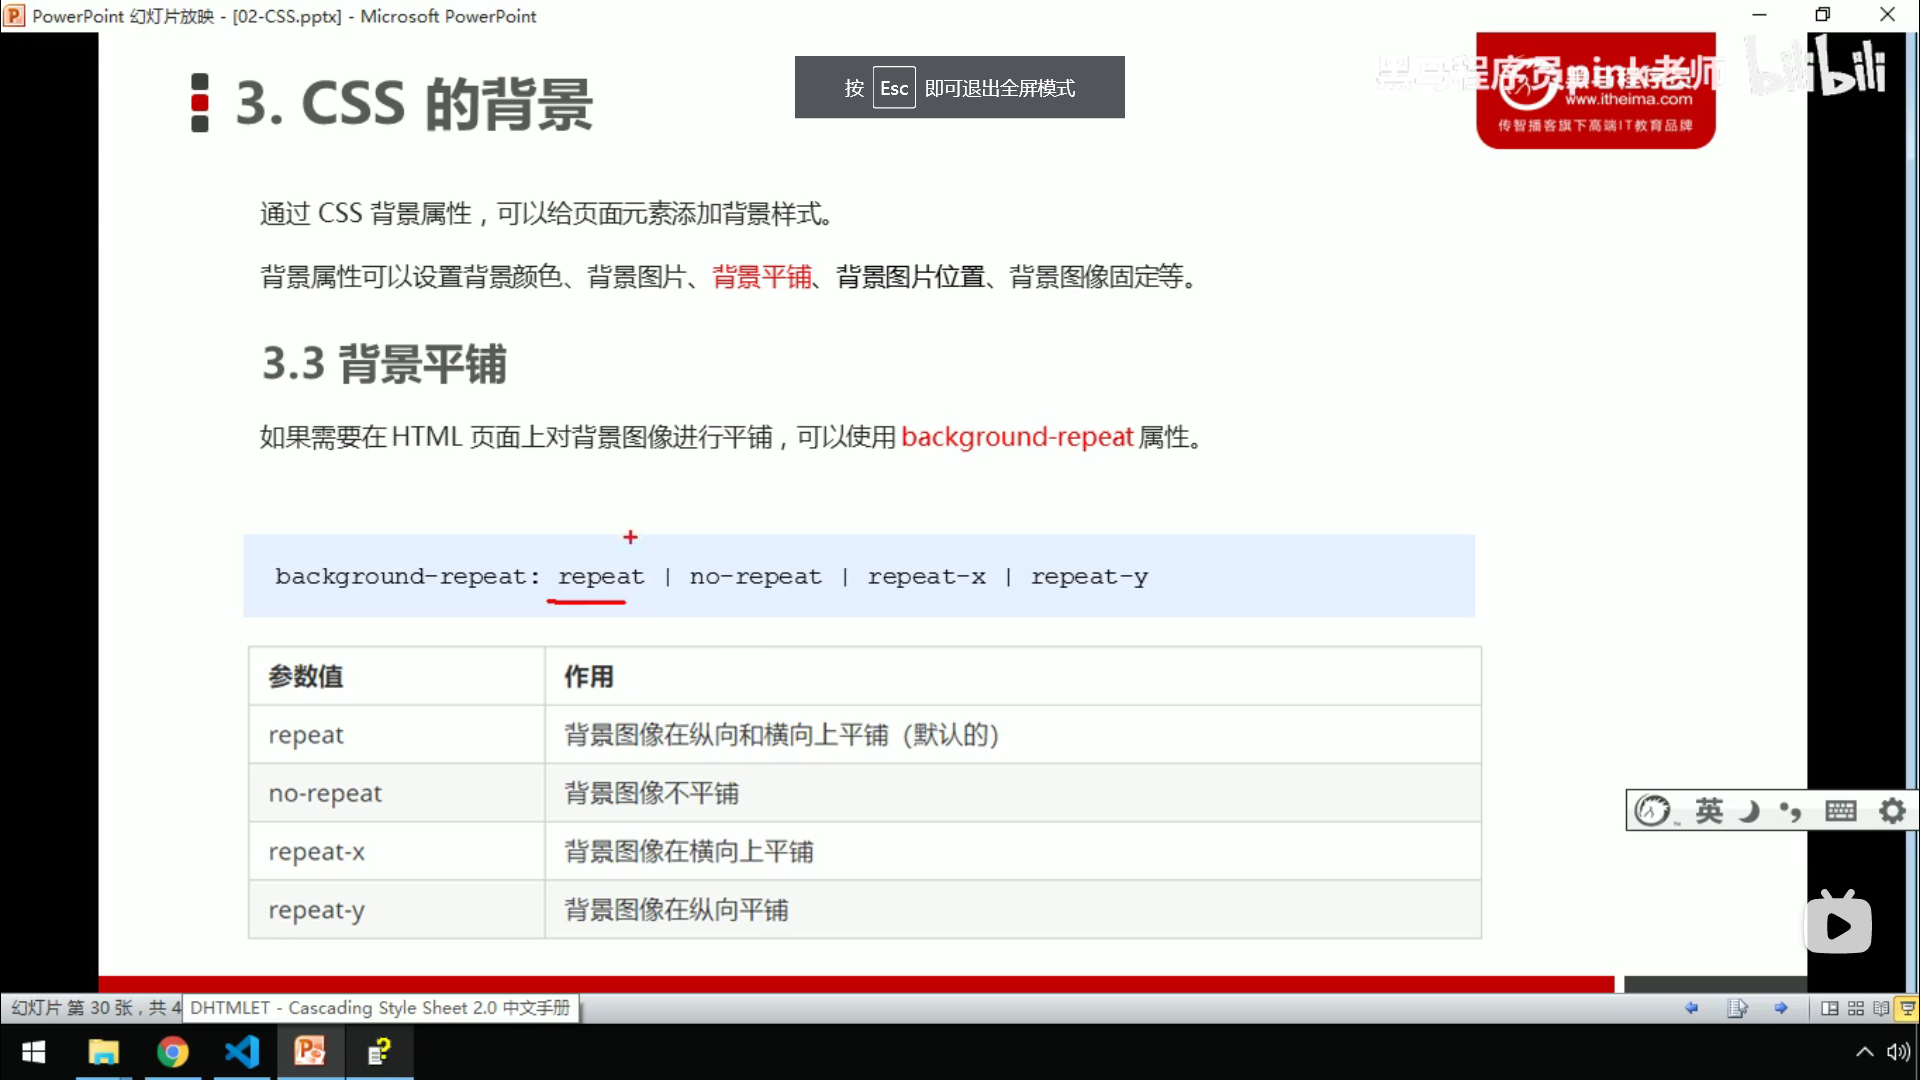 PowerPoint 幻灯片放映 - [02-CSS.pptx] - Microsoft PowerPoint
3. CSS 的背景
按 Esc 即可退出全屏模式
黑马程序员pink老师
bilibili
www.itheima.com
传智播客旗下高端IT教育品牌
通过 CSS 背景属性，可以给页面元素添加背景样式。
背景属性可以设置背景颜色、背景图片、背景平铺、背景图片位置、背景图像固定等。
3.3 背景平铺
如果需要在 HTML 页面上对背景图像进行平铺，可以使用 background-repeat 属性。
background-repeat: repeat | no-repeat | repeat-x | repeat-y
参数值 作用
repeat 背景图像在纵向和横向上平铺（默认的）
no-repeat 背景图像不平铺
repeat-x 背景图像在横向上平铺
repeat-y 背景图像在纵向平铺
英
幻灯片 第 30 张，共 4
DHTMLET - Cascading Style Sheet 2.0 中文手册